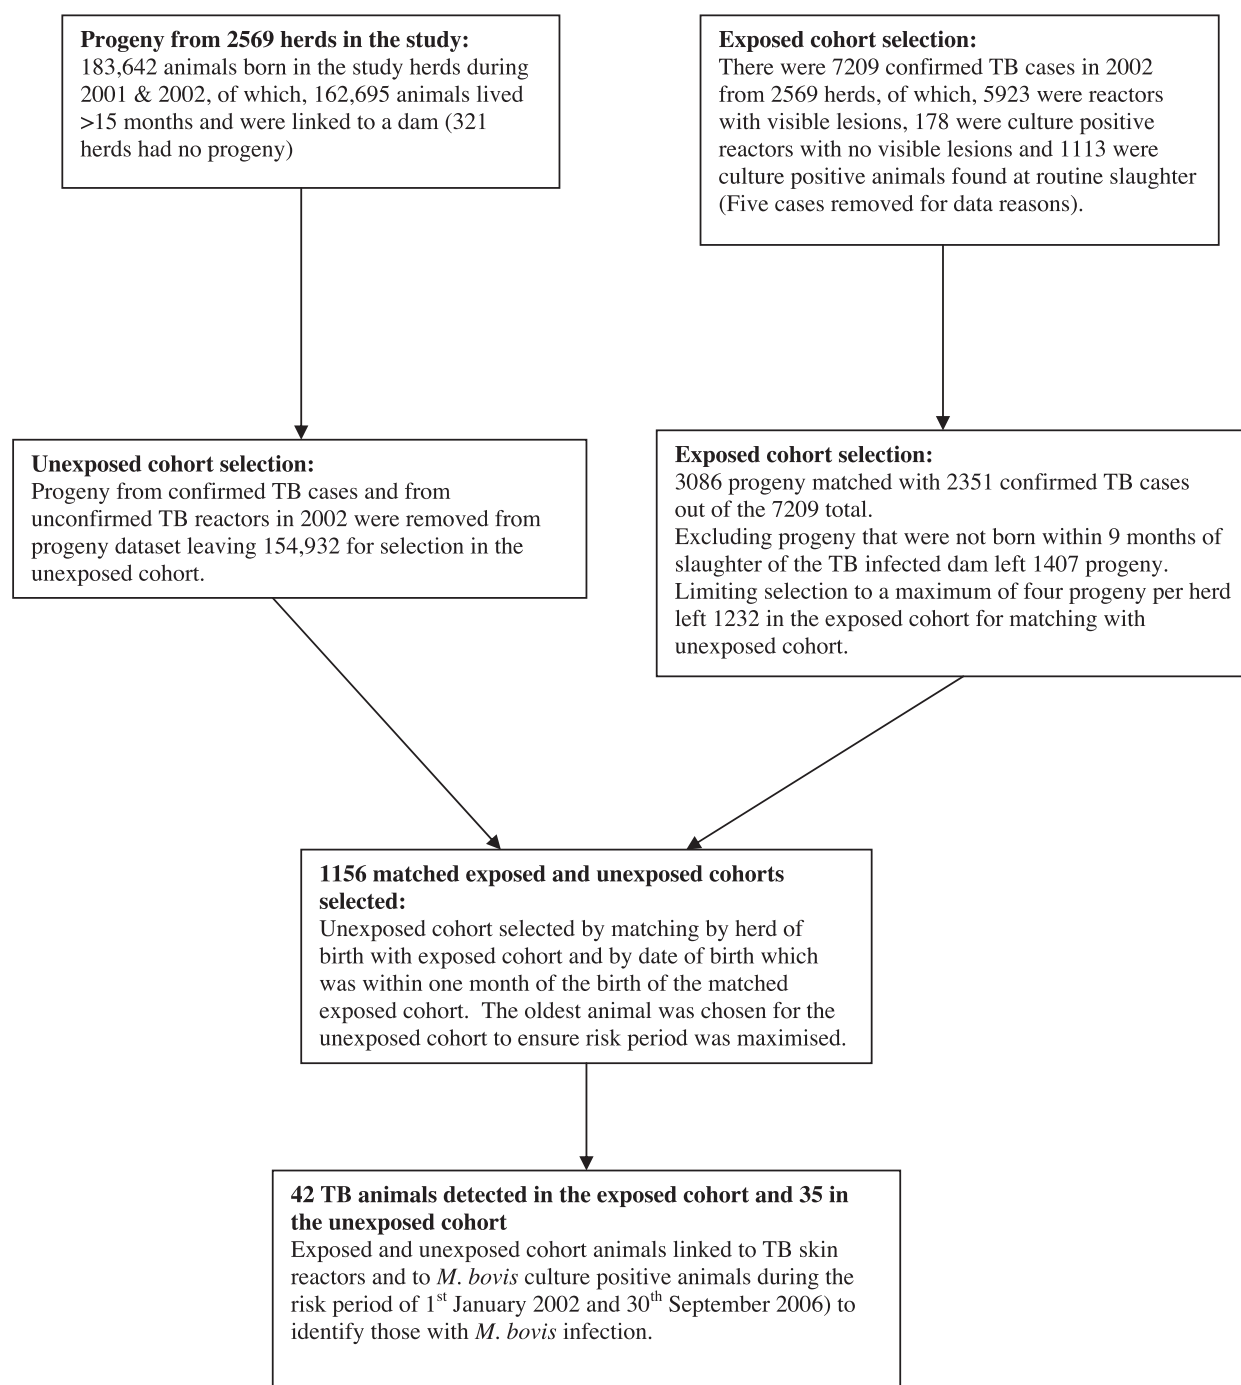 Progeny from 2569 herds in the study:
183,642 animals born in the study herds during
2001 & 2002, of which, 162,695 animals lived
>15 months and were linked to a dam (321
herds had no progeny)
Exposed cohort selection:
There were 7209 confirmed TB cases in 2002
from 2569 herds, of which, 5923 were reactors
with visible lesions, 178 were culture positive
reactors with no visible lesions and 1113 were
culture positive animals found at routine slaughter
(Five cases removed for data reasons).
Unexposed cohort selection:
Progeny from confirmed TB cases and from
unconfirmed TB reactors in 2002 were removed from
progeny dataset leaving 154,932 for selection in the
unexposed cohort.
Exposed cohort selection:
3086 progeny matched with 2351 confirmed TB cases
out of the 7209 total.
Excluding progeny that were not born within 9 months of
slaughter of the TB infected dam left 1407 progeny.
Limiting selection to a maximum of four progeny per herd
left 1232 in the exposed cohort for matching with
unexposed cohort.
1156 matched exposed and unexposed cohorts
selected:
Unexposed cohort selected by matching by herd of
birth with exposed cohort and by date of birth which
was within one month of the birth of the matched
exposed cohort.  The oldest animal was chosen for the
unexposed cohort to ensure risk period was maximised.
42 TB animals detected in the exposed cohort and 35 in
the unexposed cohort
Exposed and unexposed cohort animals linked to TB skin
reactors and to M. bovis culture positive animals during the
risk period of 1st January 2002 and 30th September 2006) to
identify those with M. bovis infection.